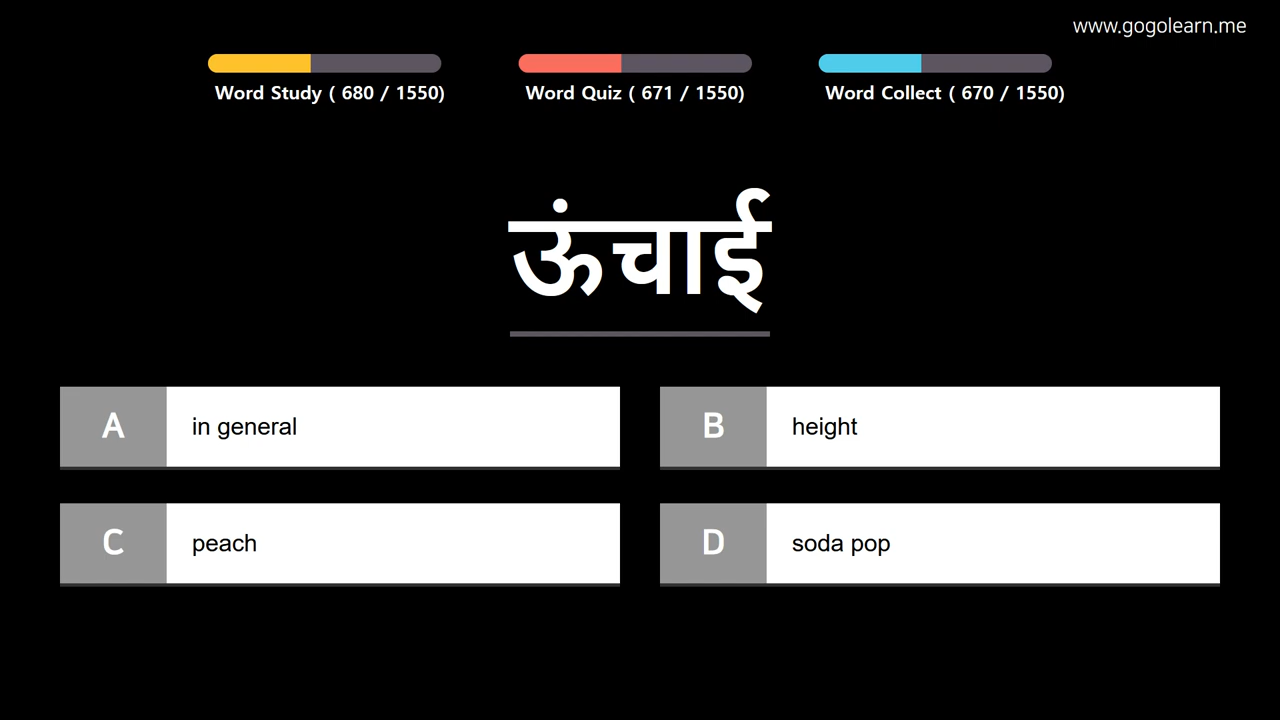 www.gogolearn.me
Word Study ( 680 / 1550)
Word Quiz ( 671 / 1550)
Word Collect ( 670 / 1550)
ऊंचाई
A in general
B height
C peach
D soda pop